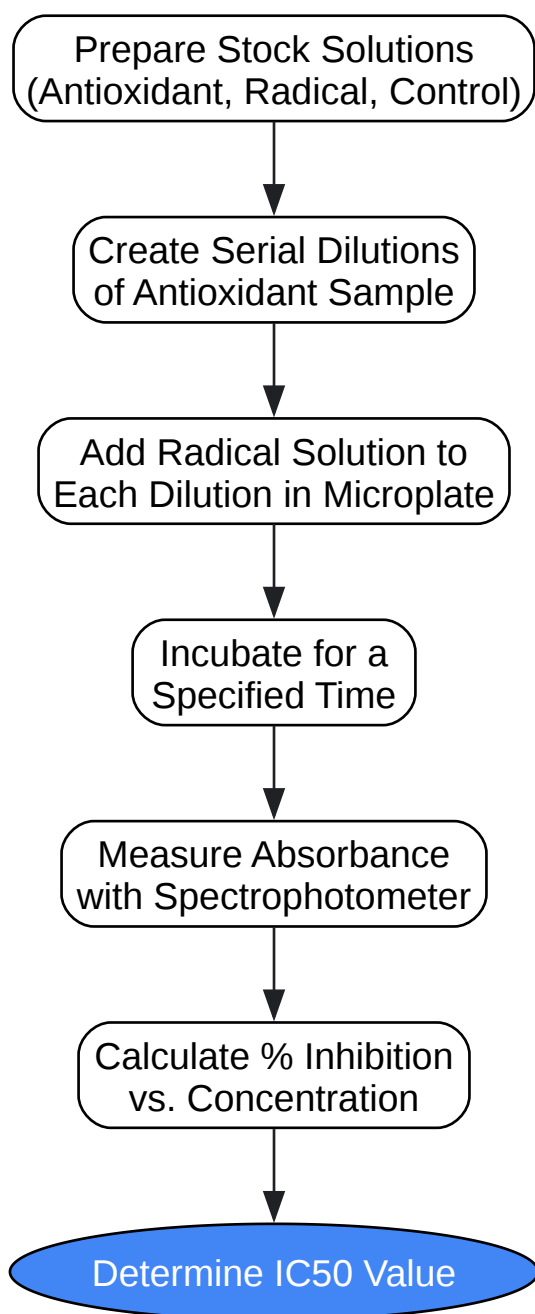 Prepare Stock Solutions
(Antioxidant, Radical, Control)
Create Serial Dilutions
of Antioxidant Sample
Add Radical Solution to
Each Dilution in Microplate
Incubate for a
Specified Time
Measure Absorbance
with Spectrophotometer
Calculate % Inhibition
vs. Concentration
Determine IC50 Value